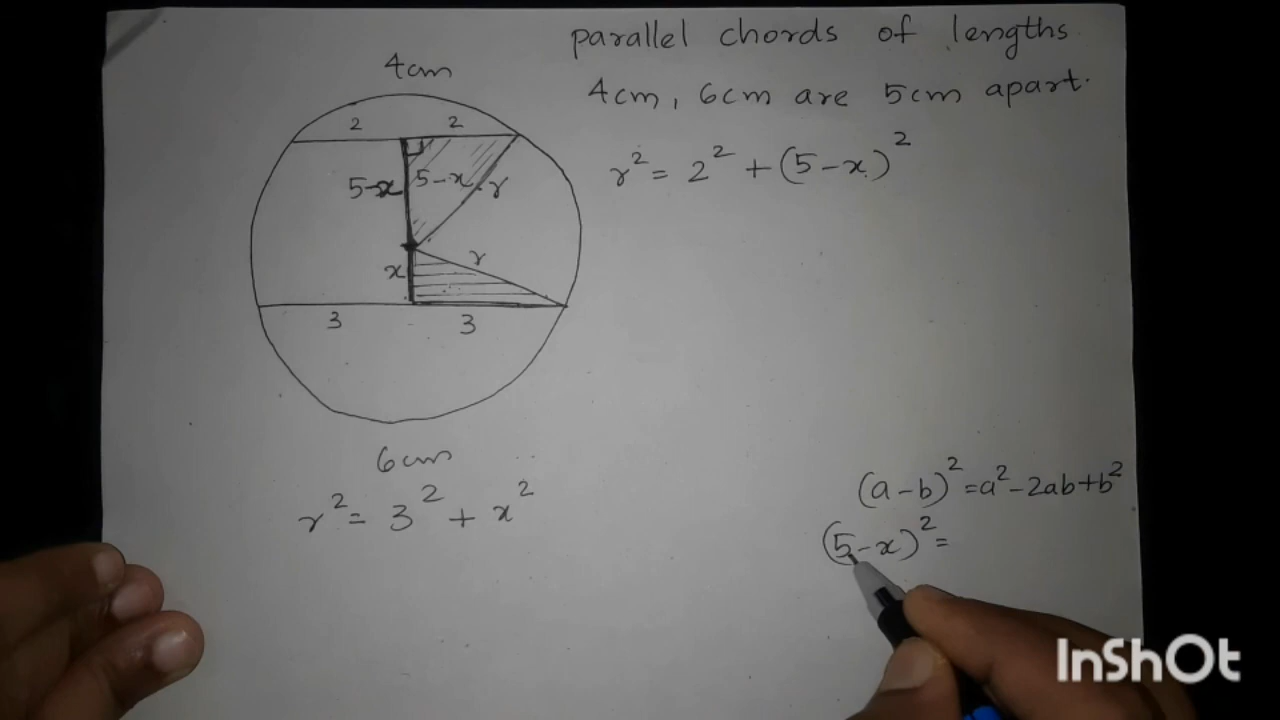 parallel chords of lengths
4cm, 6cm are 5cm apart.
4cm
2 2
r² = 2² + (5-x)²
5-x 5-x r
x r
3 3
6cm
r² = 3² + x²
(a-b)² = a² - 2ab + b²
(5-x)² =
InShOt